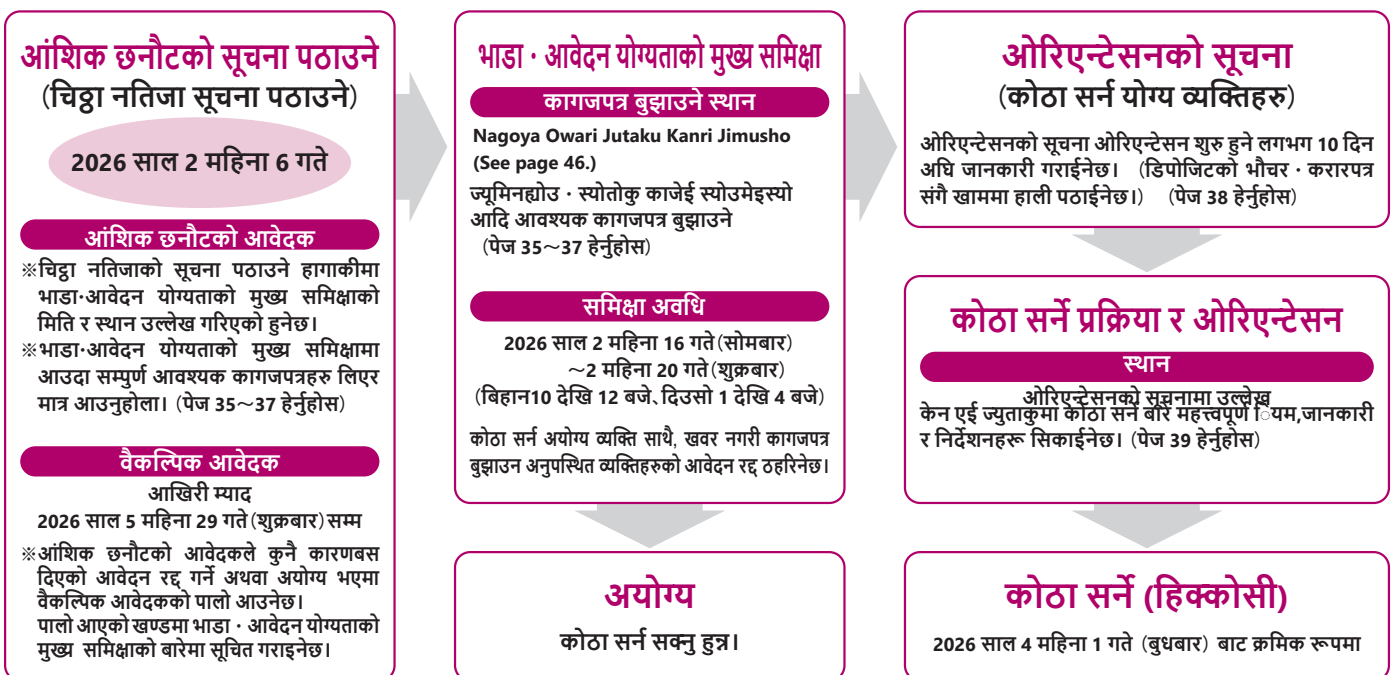 आंशिक छनौटको सूचना पठाउने
(चिठ्ठा नतिजा सूचना पठाउने)
2026 साल 2 महिना 6 गते
आंशिक छनौटको आवेदक
※चिठ्ठा नतिजाको सूचना पठाउने हागाकीमा
भाडा·आवेदन योग्यताको मुख्य समिक्षाको
मिति र स्थान उल्लेख गरिएको हुनेछ।
※भाडा·आवेदन योग्यताको मुख्य समिक्षामा
आउदा सम्पुर्ण आवश्यक कागजपत्रहरु लिएर
मात्र आउनुहोला। (पेज 35～37 हेर्नुहोस)
वैकल्पिक आवेदक
आखिरी म्याद
2026 साल 5 महिना 29 गते(शुक्रबार)सम्म
※आंशिक छनौटको आवेदकले कुनै कारणबस
दिएको आवेदन रद्द गर्ने अथवा अयोग्य भएमा
वैकल्पिक आवेदकको पालो आउनेछ।
पालो आएको खण्डमा भाडा・आवेदन योग्यताको
मुख्य समिक्षाको बारेमा सूचित गराइनेछ।
भाडा・आवेदन योग्यताको मुख्य समिक्षा
कागजपत्र बुझाउने स्थान
Nagoya Owari Jutaku Kanri Jimusho
(See page 46.)
ज्यूमिनह्योउ・स्योतोकु काजेई स्योउमेइस्यो
आदि आवश्यक कागजपत्र बुझाउने
(पेज 35～37 हेर्नुहोस)
समिक्षा अवधि
2026 साल 2 महिना 16 गते(सोमबार)
～2 महिना 20 गते(शुक्रबार)
(बिहान10 देखि 12 बजे、दिउसो 1 देखि 4 बजे)
कोठा सर्न अयोग्य व्यक्ति साथै, खवर नगरी कागजपत्र
बुझाउन अनुपस्थित व्यक्तिहरुको आवेदन रद्द ठहरिनेछ।
अयोग्य
कोठा सर्न सक्नु हुन्न।
ओरिएन्टेसनको सूचना
(कोठा सर्न योग्य व्यक्तिहरु)
ओरिएन्टेसनको सूचना ओरिएन्टेसन शुरु हुने लगभग 10 दिन
अघि जानकारी गराईनेछ। (डिपोजिटको भौचर・करारपत्र
संगै खाममा हाली पठाईनेछ।) (पेज 38 हेर्नुहोस)
कोठा सर्ने प्रक्रिया र ओरिएन्टेसन
स्थान
ओरिएन्टेसनको सूचनामा उल्लेख
केन एई ज्युताकुमा कोठा सर्ने बारे महत्त्वपूर्ण ियम,जानकारी
र निर्देशनहरू सिकाईनेछ। (पेज 39 हेर्नुहोस)
कोठा सर्ने (हिक्कोसी)
2026 साल 4 महिना 1 गते (बुधबार) बाट क्रमिक रूपमा